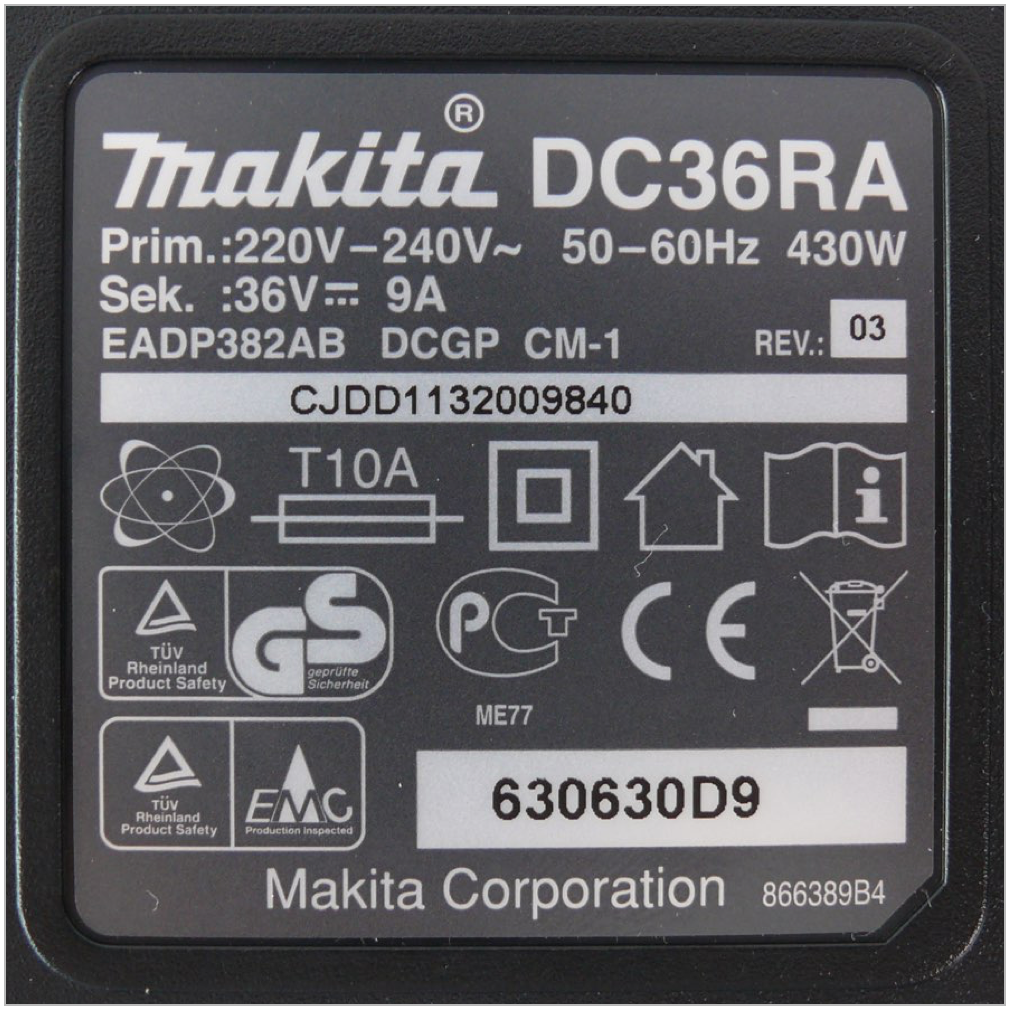 makita® DC36RA
Prim.:220V–240V~ 50–60Hz 430W
Sek. :36V⎓ 9A
EADP382AB DCGP CM-1 REV.: 03
CJDD1132009840
T10A
i
TÜV
Rheinland
Product Safety
GS
geprüfte
Sicherheit
PCT
CE
ME77
TÜV
Rheinland
Product Safety
EMC
Production Inspected
630630D9
Makita Corporation 866389B4